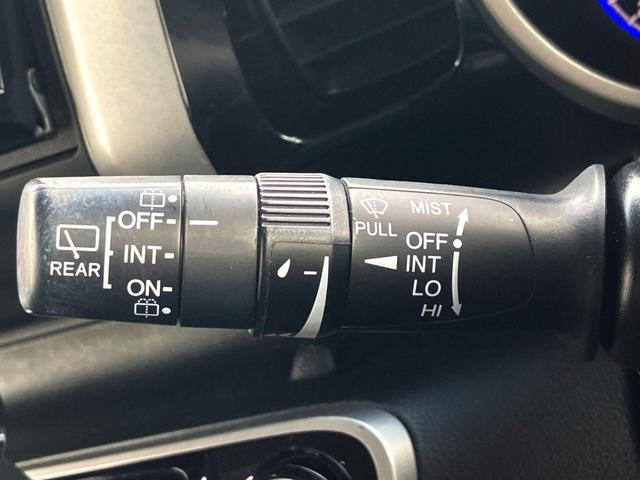 OFF
INT
ON
REAR
PULL
MIST
OFF
INT
LO
HI